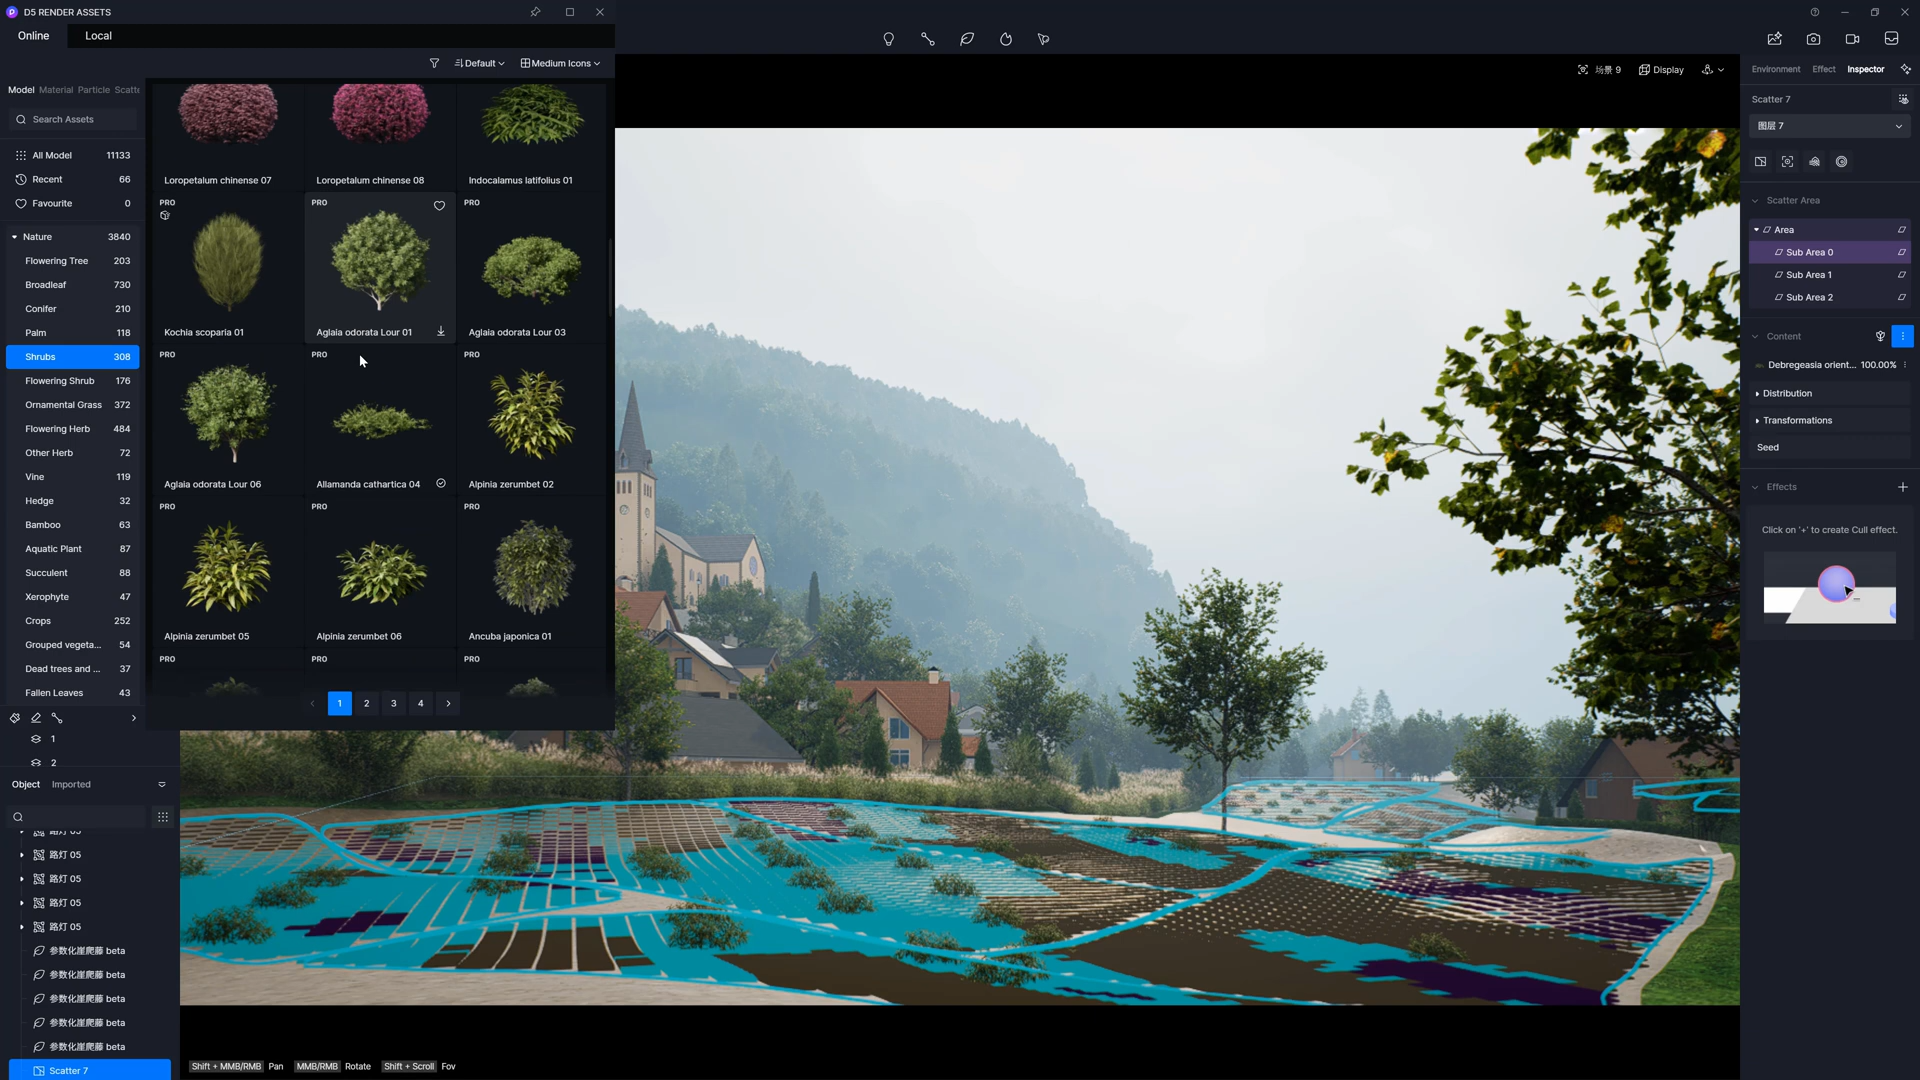 D5 RENDER ASSETS
Online
Local
Default
Medium Icons
Model
Material
Particle
Search Assets
All Model 11133
Recent 66
Favourite 0
Nature 3840
Flowering Tree 203
Broadleaf 730
Conifer 210
Palm 118
Shrubs 308
Flowering Shrub 176
Ornamental Grass 372
Flowering Herb 484
Other Herb 72
Vine 119
Hedge 32
Bamboo 63
Aquatic Plant 87
Succulent 88
Xerophyte 47
Crops 252
Grouped vegeta... 54
Dead trees and ... 37
Fallen Leaves 43
Loropetalum chinense 07
Loropetalum chinense 08
Indocalamus latifolius 01
PRO
PRO
PRO
Kochia scoparia 01
Aglaia odorata Lour 01
Aglaia odorata Lour 03
PRO
PRO
PRO
Aglaia odorata Lour 06
Allamanda cathartica 04
Alpinia zerumbet 02
PRO
PRO
PRO
Alpinia zerumbet 05
Alpinia zerumbet 06
Ancuba japonica 01
PRO
PRO
PRO
1 2 3 4
1
2
Object
Imported
路灯 05
路灯 05
路灯 05
路灯 05
路灯 05
参数化崖爬藤 beta
参数化崖爬藤 beta
参数化崖爬藤 beta
参数化崖爬藤 beta
参数化崖爬藤 beta
Scatter 7
Shift + MMB/RMB Pan MMB/RMB Rotate Shift + Scroll Fov
场景 9
Display
Environment
Effect
Inspector
Scatter 7
图层 7
Scatter Area
Area
Sub Area 0
Sub Area 1
Sub Area 2
Content
Debregeasia orient... 100.00%
Distribution
Transformations
Seed
Effects
Click on '+' to create Cull effect.